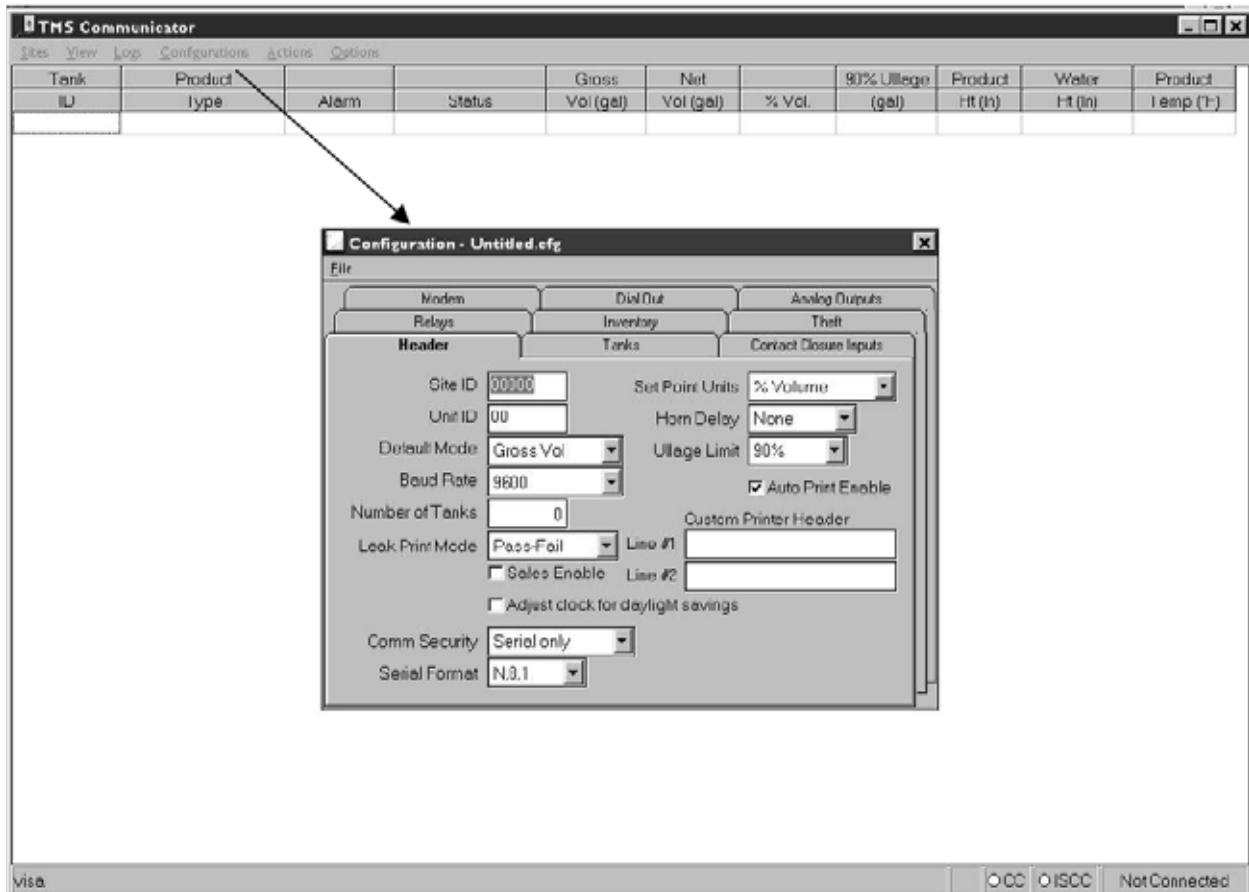 TMS Communicator
Sites View Logs Configurations Actions Options
Tank Product Gross Net 90% Ullage Product Water Product
ID Type Alarm Status Vol (gal) Vol (gal) % Vol. (gal) Ht (in) Ht (in) Temp (°F)
Configuration - Untitled.cfg
File
Modem Dial Out Analog Outputs
Relays Inventory Theft
Header Tanks Contact Closure Inputs
Site ID 00000 Set Point Units % Volume
Unit ID 00 Horn Delay None
Default Mode Gross Vol Ullage Limit 90%
Baud Rate 9600 Auto Print Enable
Number of Tanks 0 Custom Printer Header
Leak Print Mode Pass-Fail Line #1
Sales Enable Line #2
Adjust clock for daylight savings
Comm Security Serial only
Serial Format N,8,1
visa CC ISCC Not Connected